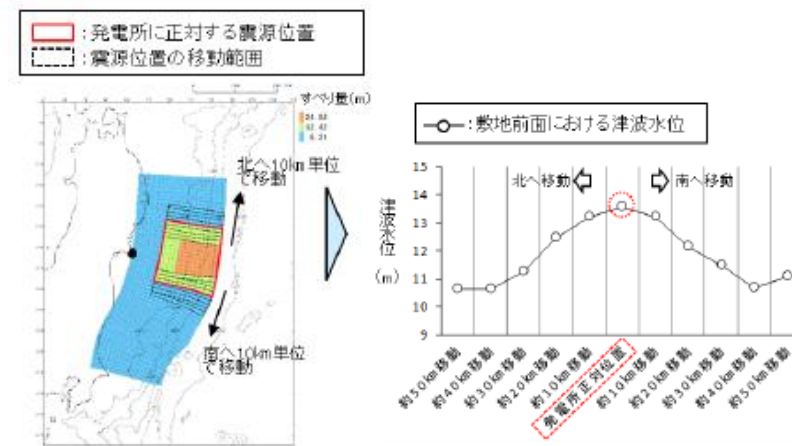 ：発電所に正対する震源位置
：震源位置の移動範囲
すべり量(m)
北へ10km単位
で移動
南へ10km単位
で移動
：敷地前面における津波水位
北へ移動
南へ移動
津波水位
(m)
15
14
13
12
11
10
9
約50km移動
約40km移動
約30km移動
約20km移動
約10km移動
発電所正対位置
約10km移動
約20km移動
約30km移動
約40km移動
約50km移動